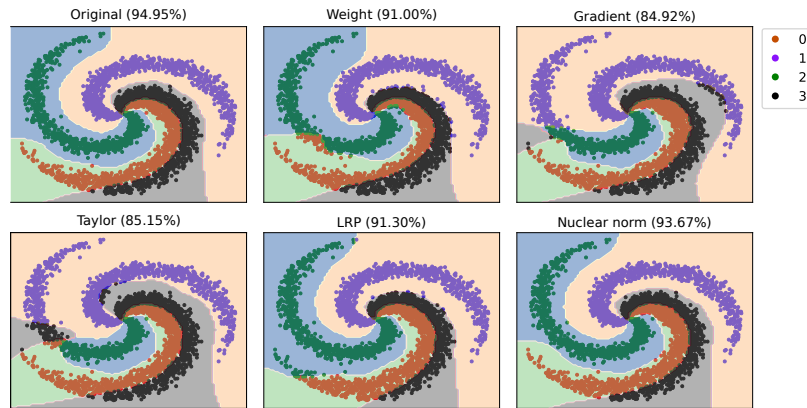 Original (94.95%)
Weight (91.00%)
Gradient (84.92%)
0
1
2
3
Taylor (85.15%)
LRP (91.30%)
Nuclear norm (93.67%)